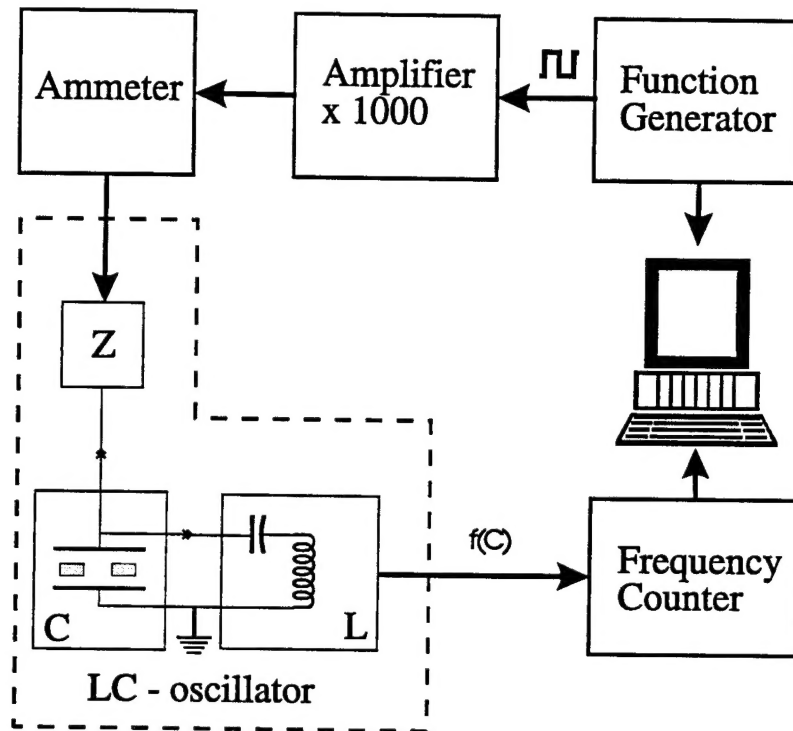 Ammeter
Amplifier
x 1000
Function
Generator
Z
C
L
f(C)
Frequency
Counter
LC - oscillator